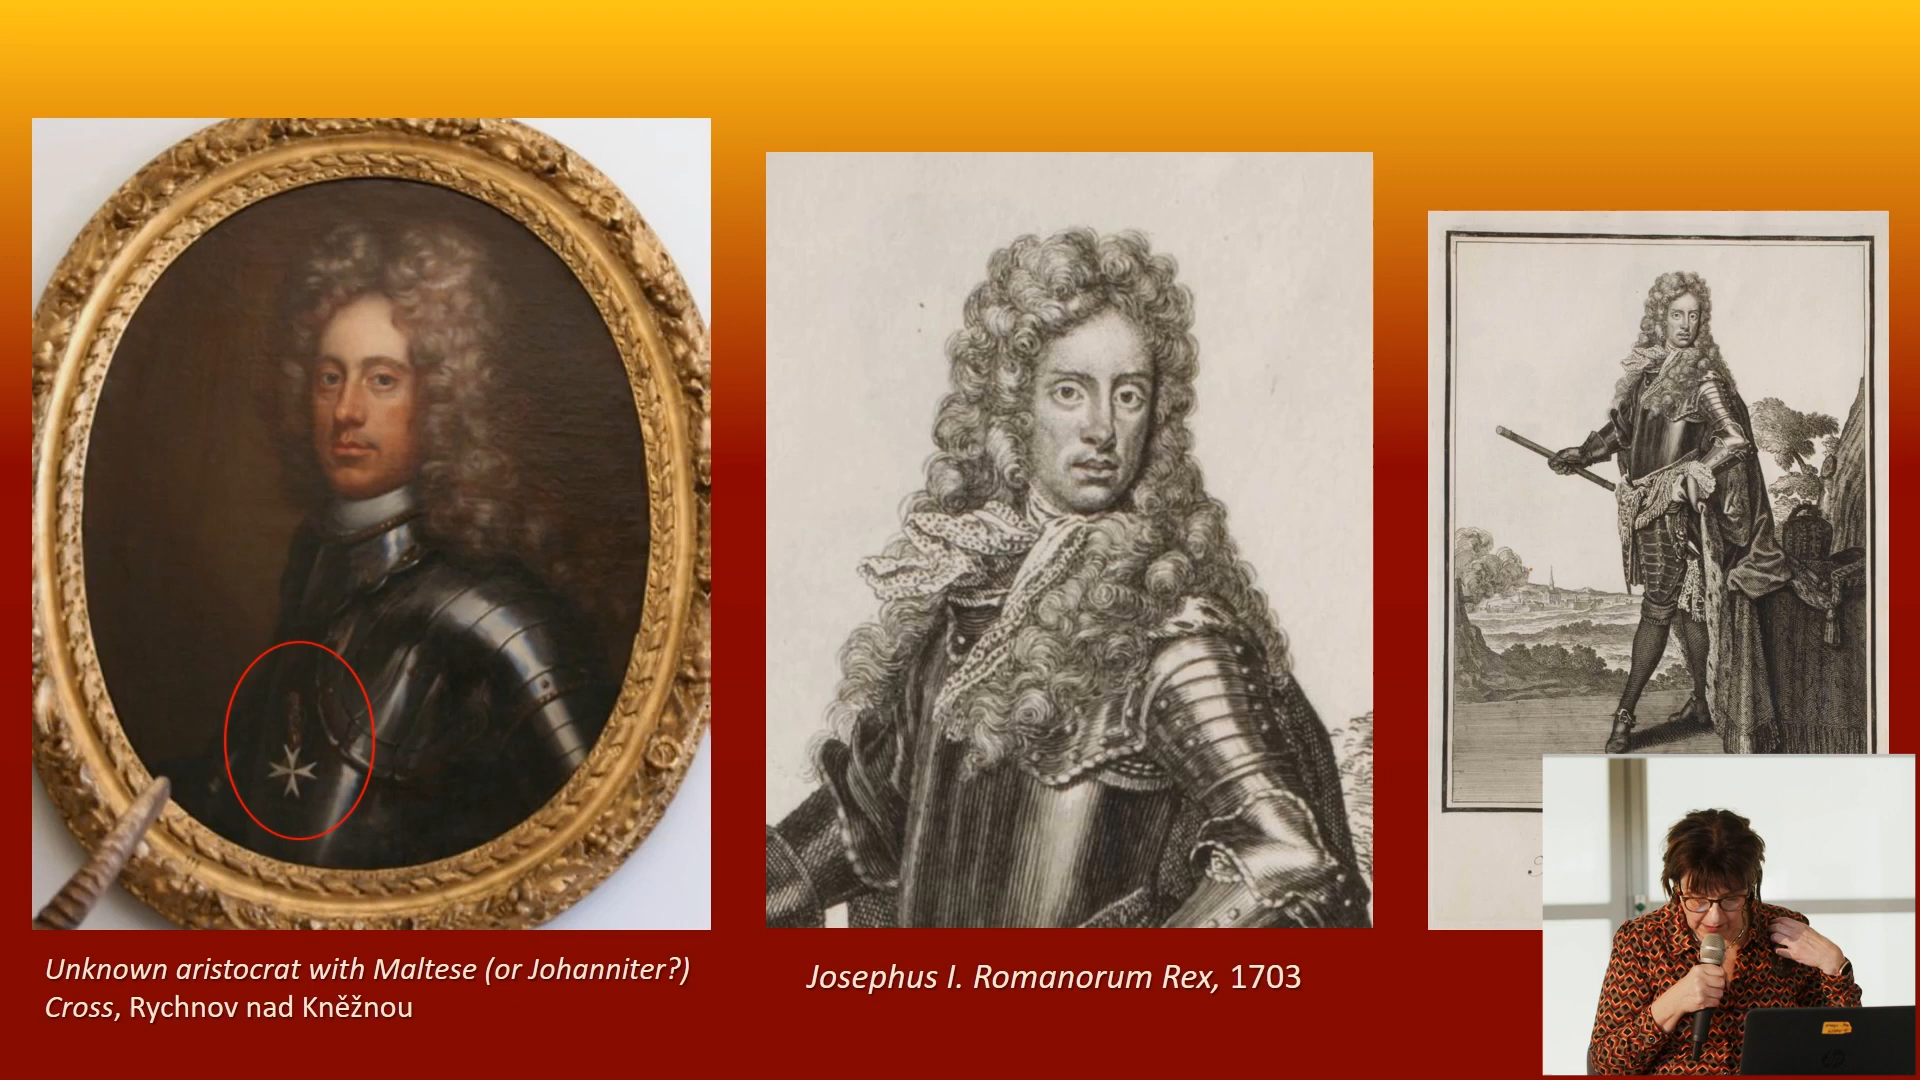 Unknown aristocrat with Maltese (or Johanniter?)
Cross, Rychnov nad Kněžnou
Josephus I. Romanorum Rex, 1703